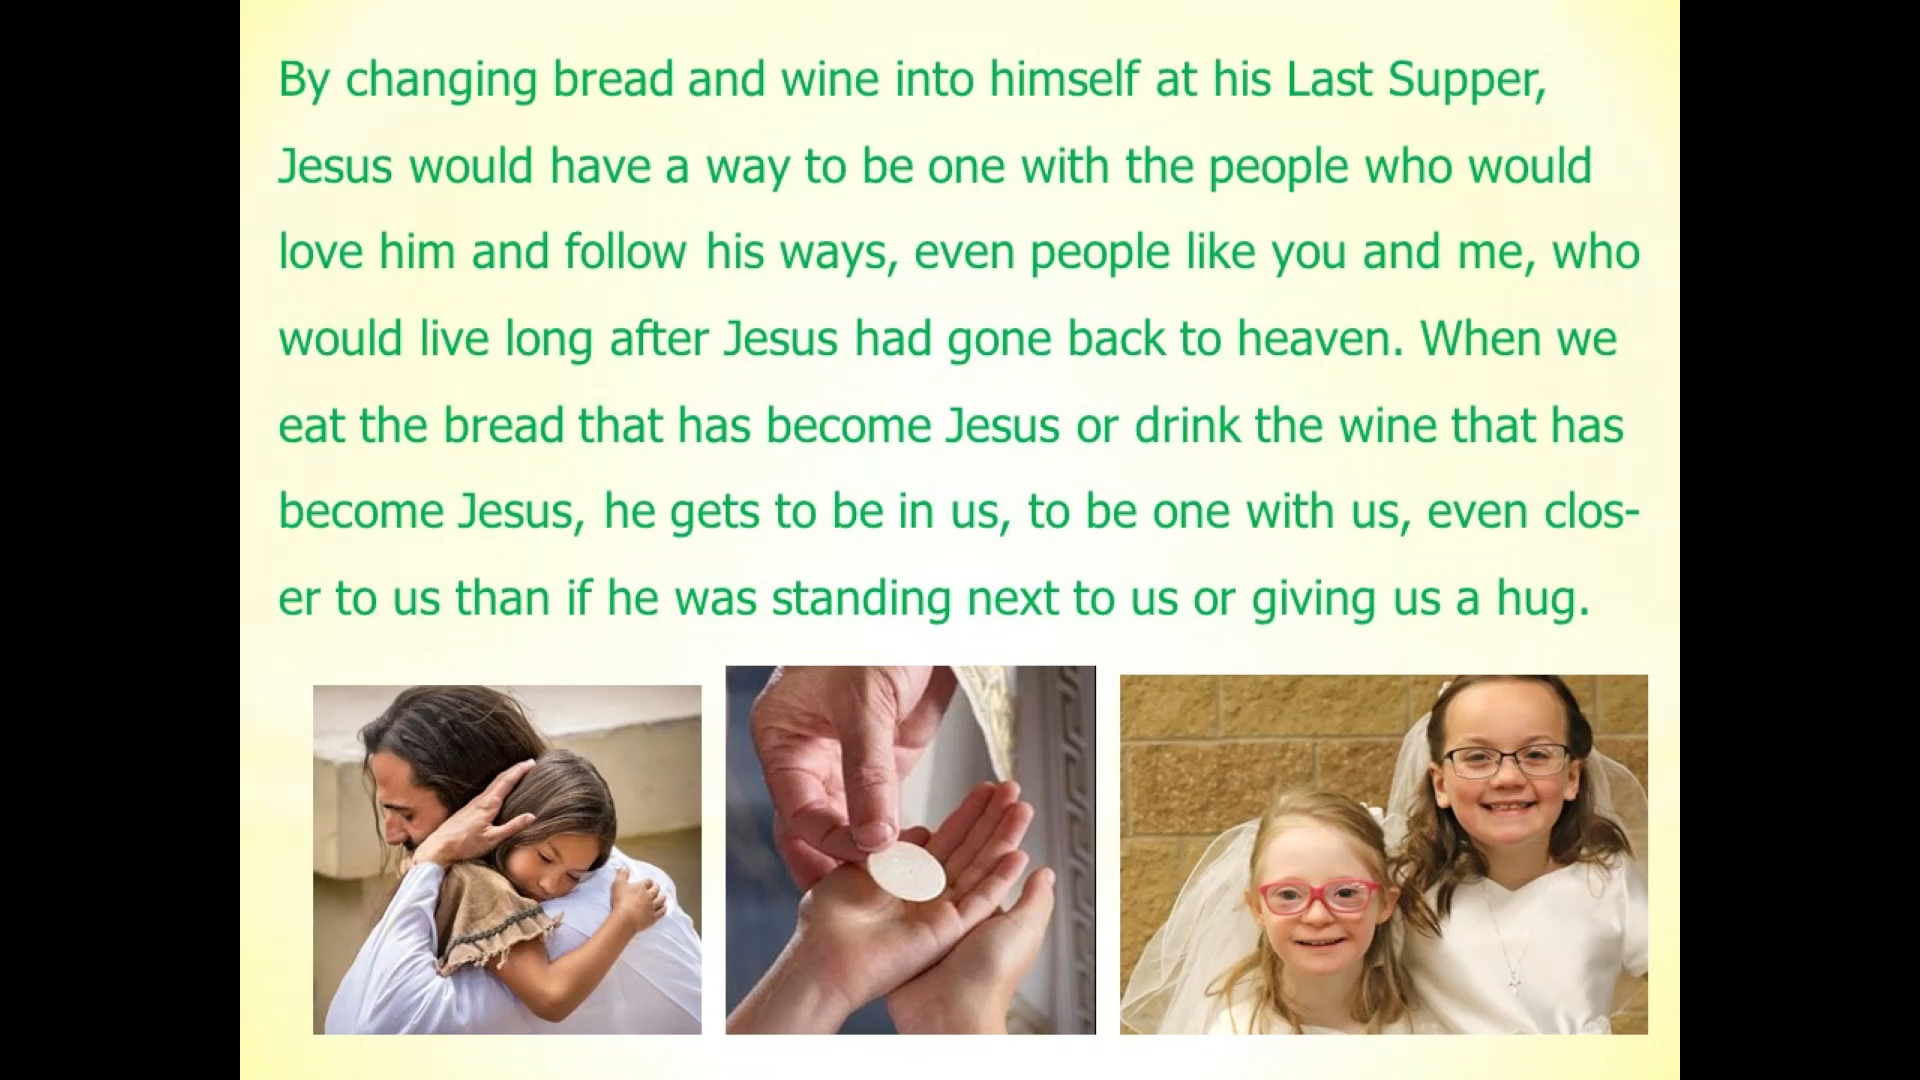 By changing bread and wine into himself at his Last Supper,
Jesus would have a way to be one with the people who would
love him and follow his ways, even people like you and me, who
would live long after Jesus had gone back to heaven. When we
eat the bread that has become Jesus or drink the wine that has
become Jesus, he gets to be in us, to be one with us, even clos-
er to us than if he was standing next to us or giving us a hug.